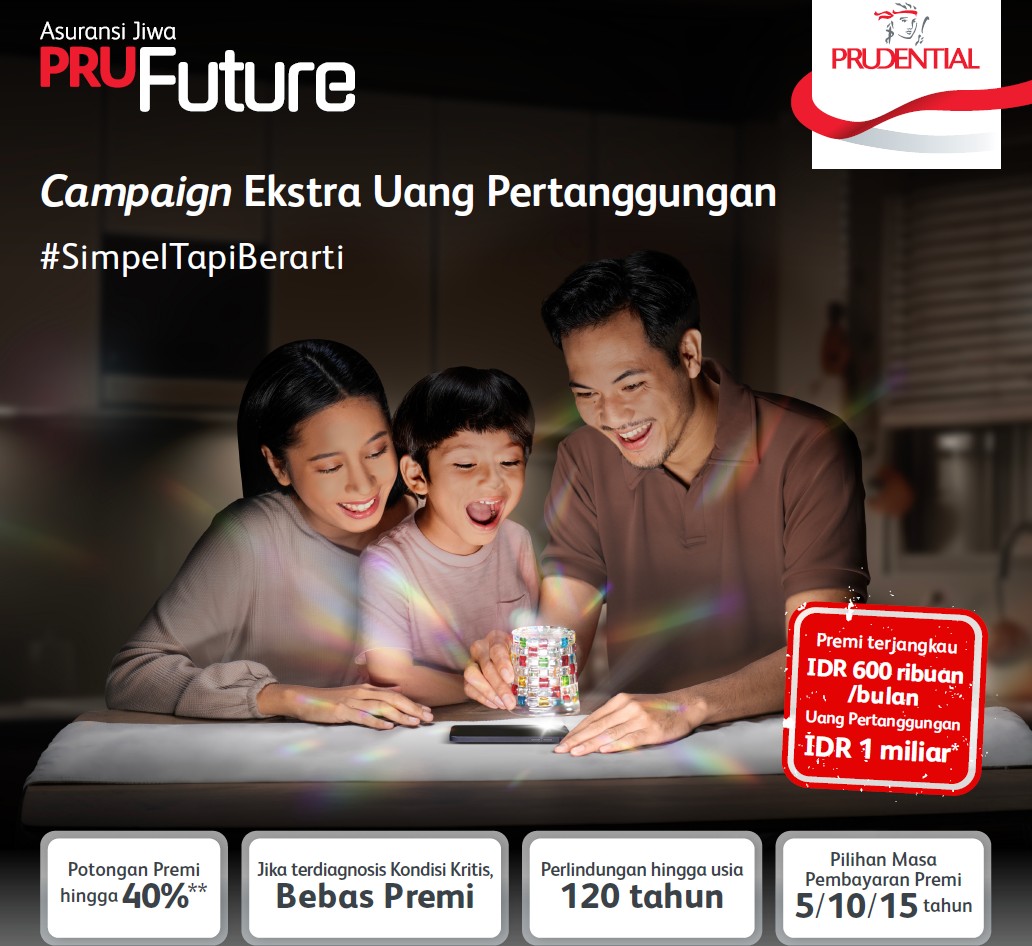 Asuransi Jiwa
PRUFuture
PRUDENTIAL
Campaign Ekstra Uang Pertanggungan
#SimpelTapiBerarti
Premi terjangkau
IDR 600 ribuan
/bulan
Uang Pertanggungan
IDR 1 miliar*
Potongan Premi
hingga 40%**
Jika terdiagnosis Kondisi Kritis,
Bebas Premi
Perlindungan hingga usia
120 tahun
Pilihan Masa
Pembayaran Premi
5/10/15 tahun